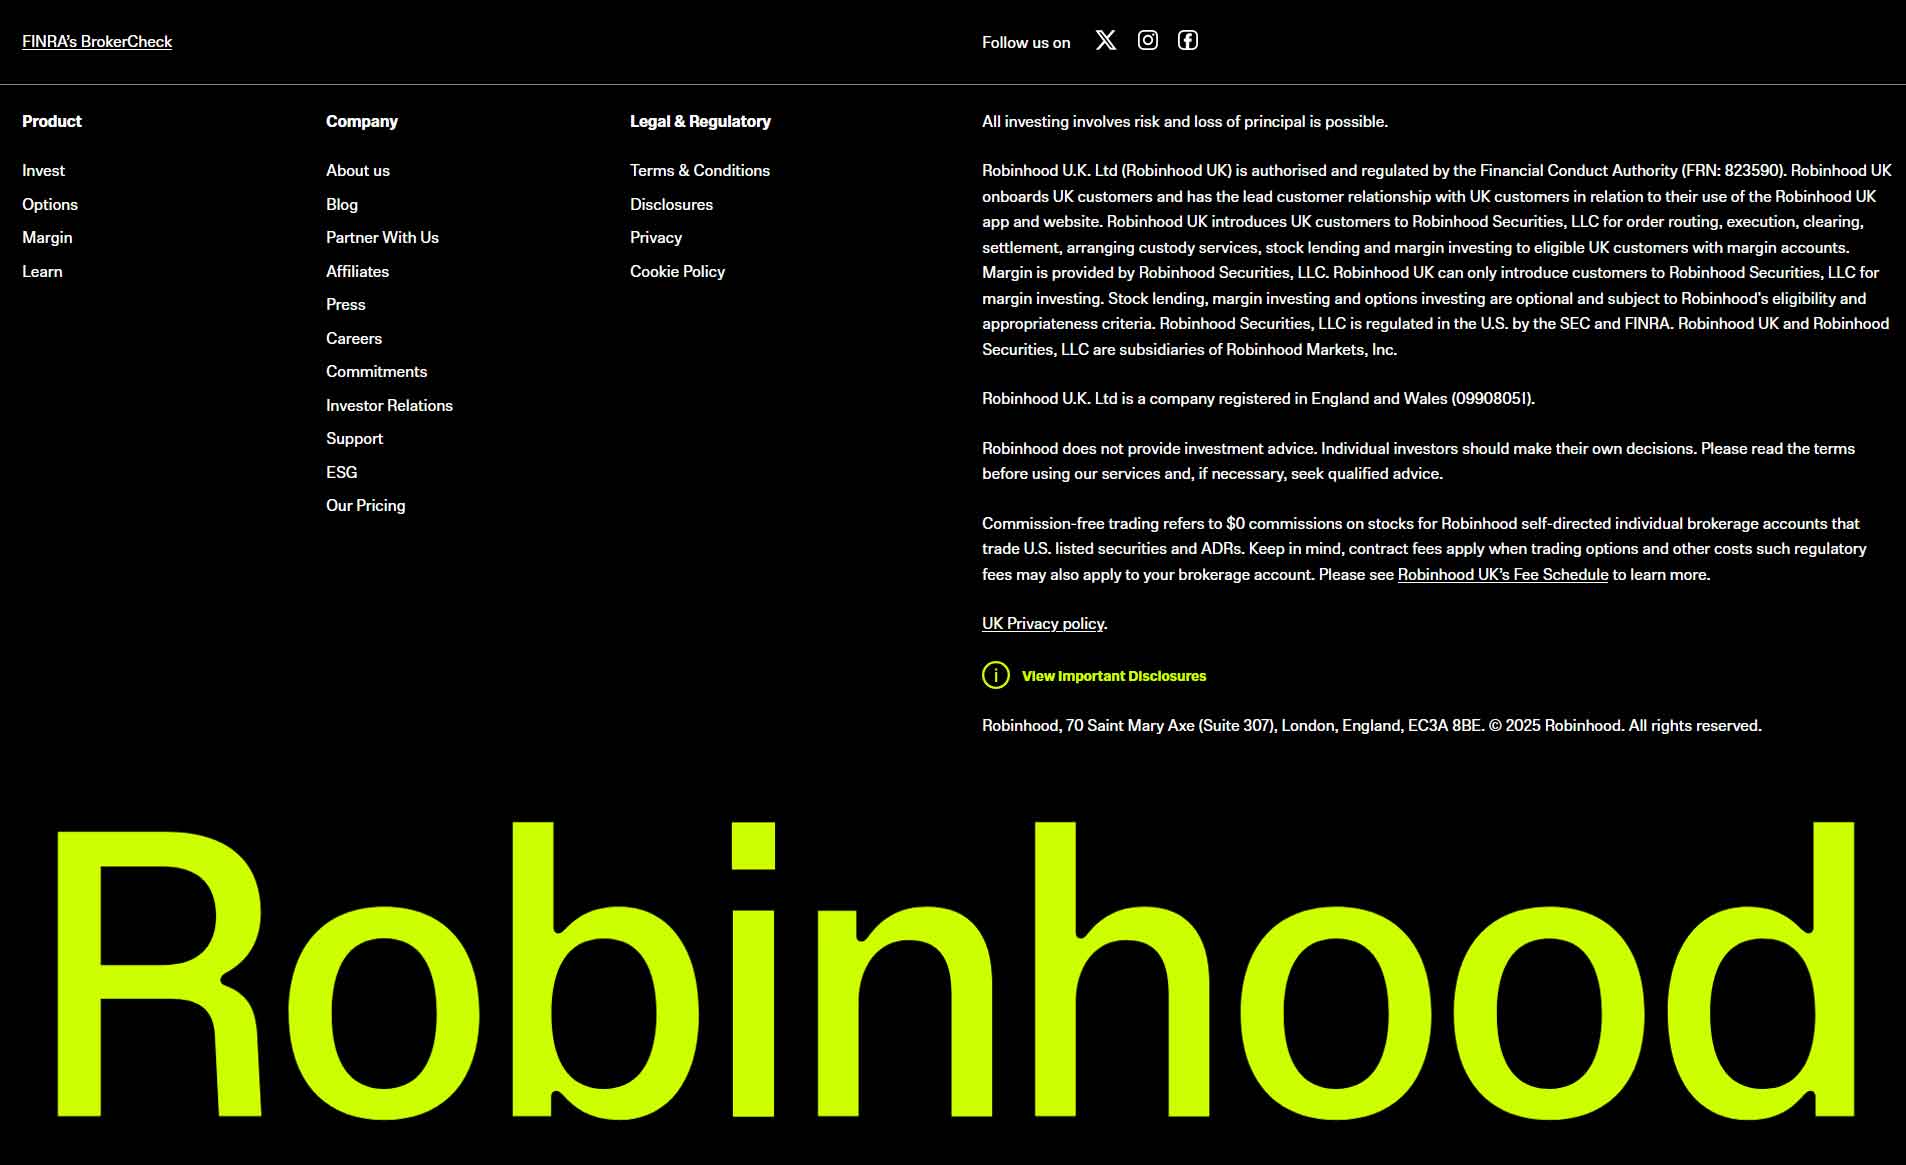 FINRA’s BrokerCheck
Follow us on
Product
Invest
Options
Margin
Learn
Company
About us
Blog
Partner With Us
Affiliates
Press
Careers
Commitments
Investor Relations
Support
ESG
Our Pricing
Legal & Regulatory
Terms & Conditions
Disclosures
Privacy
Cookie Policy
All investing involves risk and loss of principal is possible.
Robinhood U.K. Ltd (Robinhood UK) is authorised and regulated by the Financial Conduct Authority (FRN: 823590). Robinhood UK
onboards UK customers and has the lead customer relationship with UK customers in relation to their use of the Robinhood UK
app and website. Robinhood UK introduces UK customers to Robinhood Securities, LLC for order routing, execution, clearing,
settlement, arranging custody services, stock lending and margin investing to eligible UK customers with margin accounts.
Margin is provided by Robinhood Securities, LLC. Robinhood UK can only introduce customers to Robinhood Securities, LLC for
margin investing. Stock lending, margin investing and options investing are optional and subject to Robinhood's eligibility and
appropriateness criteria. Robinhood Securities, LLC is regulated in the U.S. by the SEC and FINRA. Robinhood UK and Robinhood
Securities, LLC are subsidiaries of Robinhood Markets, Inc.
Robinhood U.K. Ltd is a company registered in England and Wales (09908051).
Robinhood does not provide investment advice. Individual investors should make their own decisions. Please read the terms
before using our services and, if necessary, seek qualified advice.
Commission-free trading refers to $0 commissions on stocks for Robinhood self-directed individual brokerage accounts that
trade U.S. listed securities and ADRs. Keep in mind, contract fees apply when trading options and other costs such regulatory
fees may also apply to your brokerage account. Please see Robinhood UK’s Fee Schedule to learn more.
UK Privacy policy.
View Important Disclosures
Robinhood, 70 Saint Mary Axe (Suite 307), London, England, EC3A 8BE. © 2025 Robinhood. All rights reserved.
Robinhood